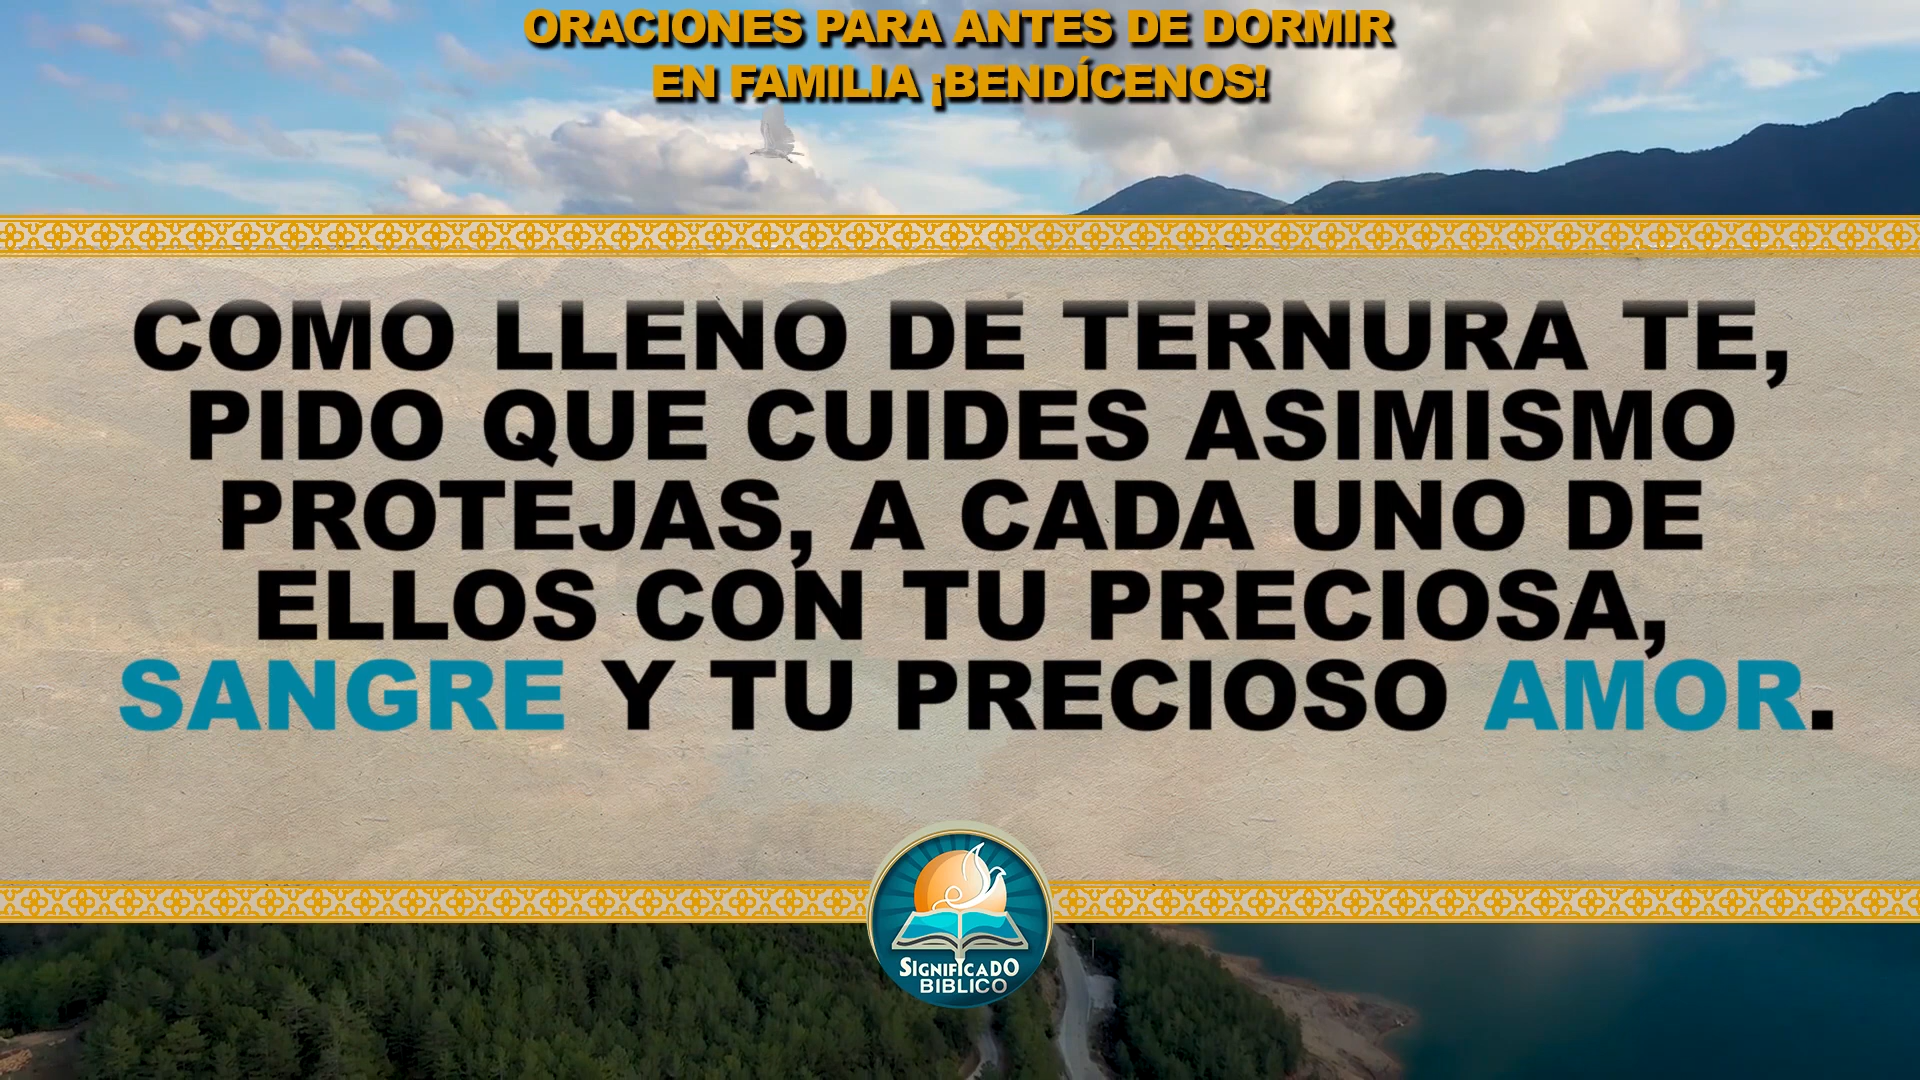 ORACIONES PARA ANTES DE DORMIR
EN FAMILIA ¡BENDÍCENOS!
COMO LLENO DE TERNURA TE,
PIDO QUE CUIDES ASIMISMO
PROTEJAS, A CADA UNO DE
ELLOS CON TU PRECIOSA,
SANGRE Y TU PRECIOSO AMOR.
SIGNIFICADO
BIBLICO